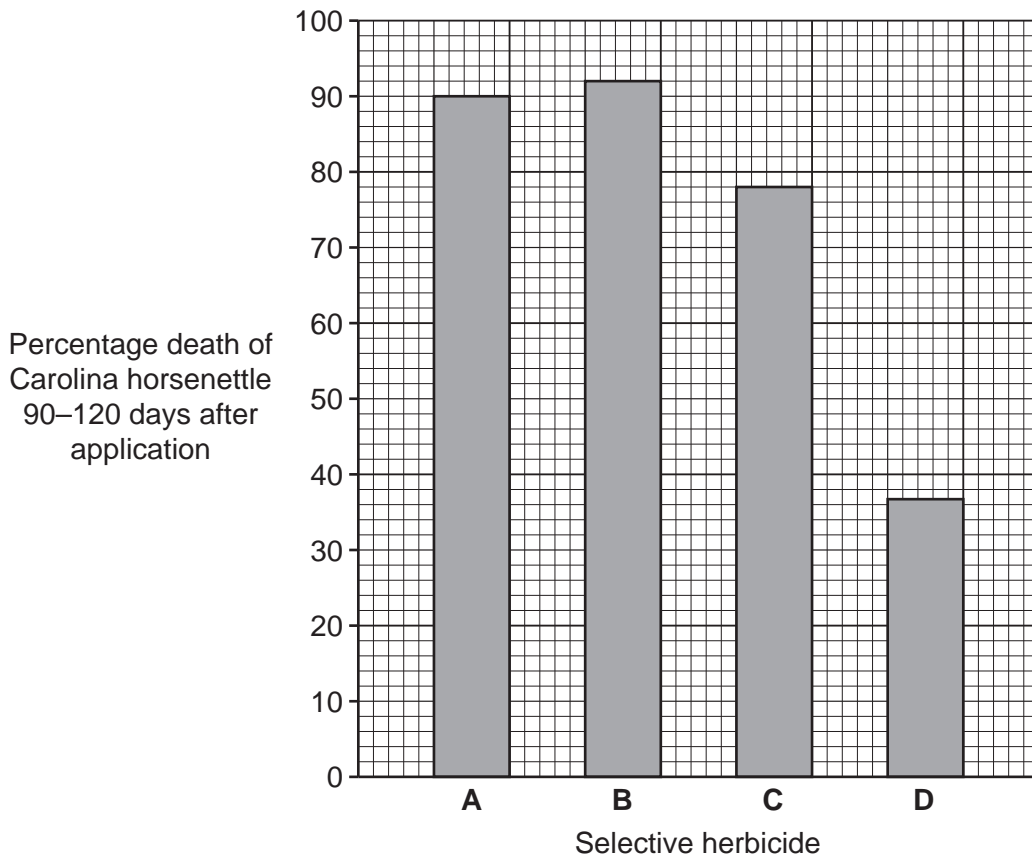 100
90
80
70
60
50
40
30
20
10
0
Percentage death of
Carolina horsenettle
90–120 days after
application
A B C D
Selective herbicide